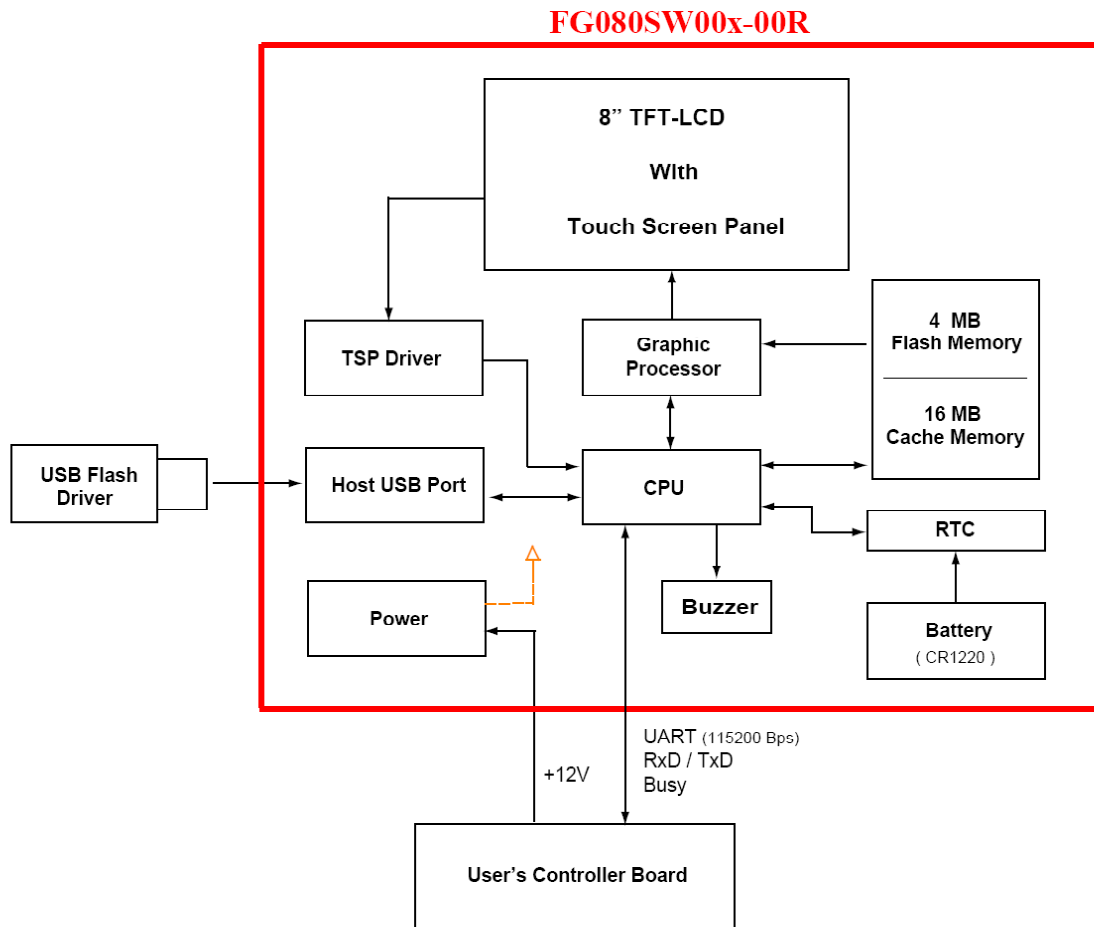 FG080SW00x-00R
8” TFT-LCD
With
Touch Screen Panel
TSP Driver
Graphic
Processor
4 MB
Flash Memory
16 MB
Cache Memory
USB Flash
Driver
Host USB Port
CPU
RTC
Power
Buzzer
Battery
( CR1220 )
+12V
UART (115200 Bps)
RxD / TxD
Busy
User’s Controller Board